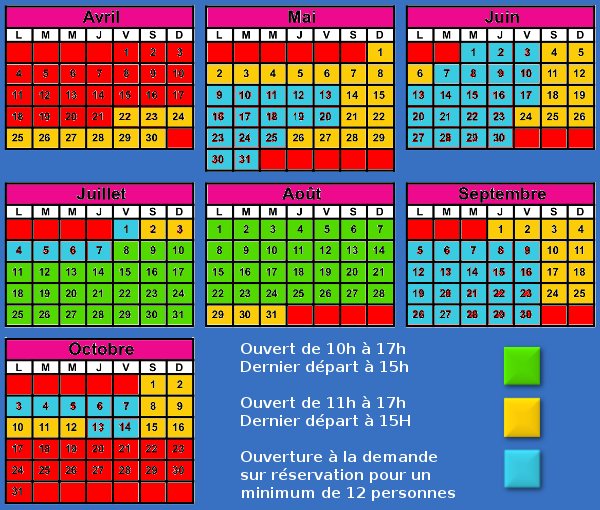 Avril
L M M J V S D
1 2 3
4 5 6 7 8 9 10
11 12 13 14 15 16 17
18 19 20 21 22 23 24
25 26 27 28 29 30
Mai
L M M J V S D
1
2 3 4 5 6 7 8
9 10 11 12 13 14 15
16 17 18 19 20 21 22
23 24 25 26 27 28 29
30 31
Juin
L M M J V S D
1 2 3 4 5
6 7 8 9 10 11 12
13 14 15 16 17 18 19
20 21 22 23 24 25 26
27 28 29 30
Juillet
L M M J V S D
1 2 3
4 5 6 7 8 9 10
11 12 13 14 15 16 17
18 19 20 21 22 23 24
25 26 27 28 29 30 31
Août
L M M J V S D
1 2 3 4 5 6 7
8 9 10 11 12 13 14
15 16 17 18 19 20 21
22 23 24 25 26 27 28
29 30 31
Septembre
L M M J V S D
1 2 3 4
5 6 7 8 9 10 11
12 13 14 15 16 17 18
19 20 21 22 23 24 25
26 27 28 29 30
Octobre
L M M J V S D
1 2
3 4 5 6 7 8 9
10 11 12 13 14 15 16
17 18 19 20 21 22 23
24 25 26 27 28 29 30
31
Ouvert de 10h à 17h
Dernier départ à 15h
Ouvert de 11h à 17h
Dernier départ à 15H
Ouverture à la demande
sur réservation pour un
minimum de 12 personnes